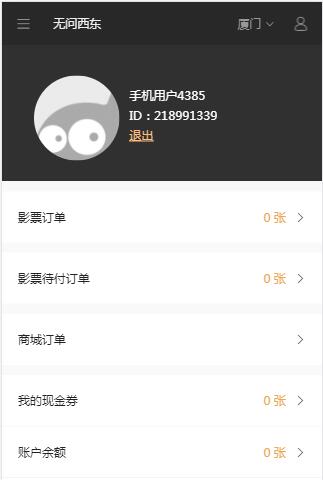 无问西东 厦门
手机用户4385
ID：218991339
退出
影票订单 0 张
影票待付订单 0 张
商城订单
我的现金券 0 张
账户余额 0 张